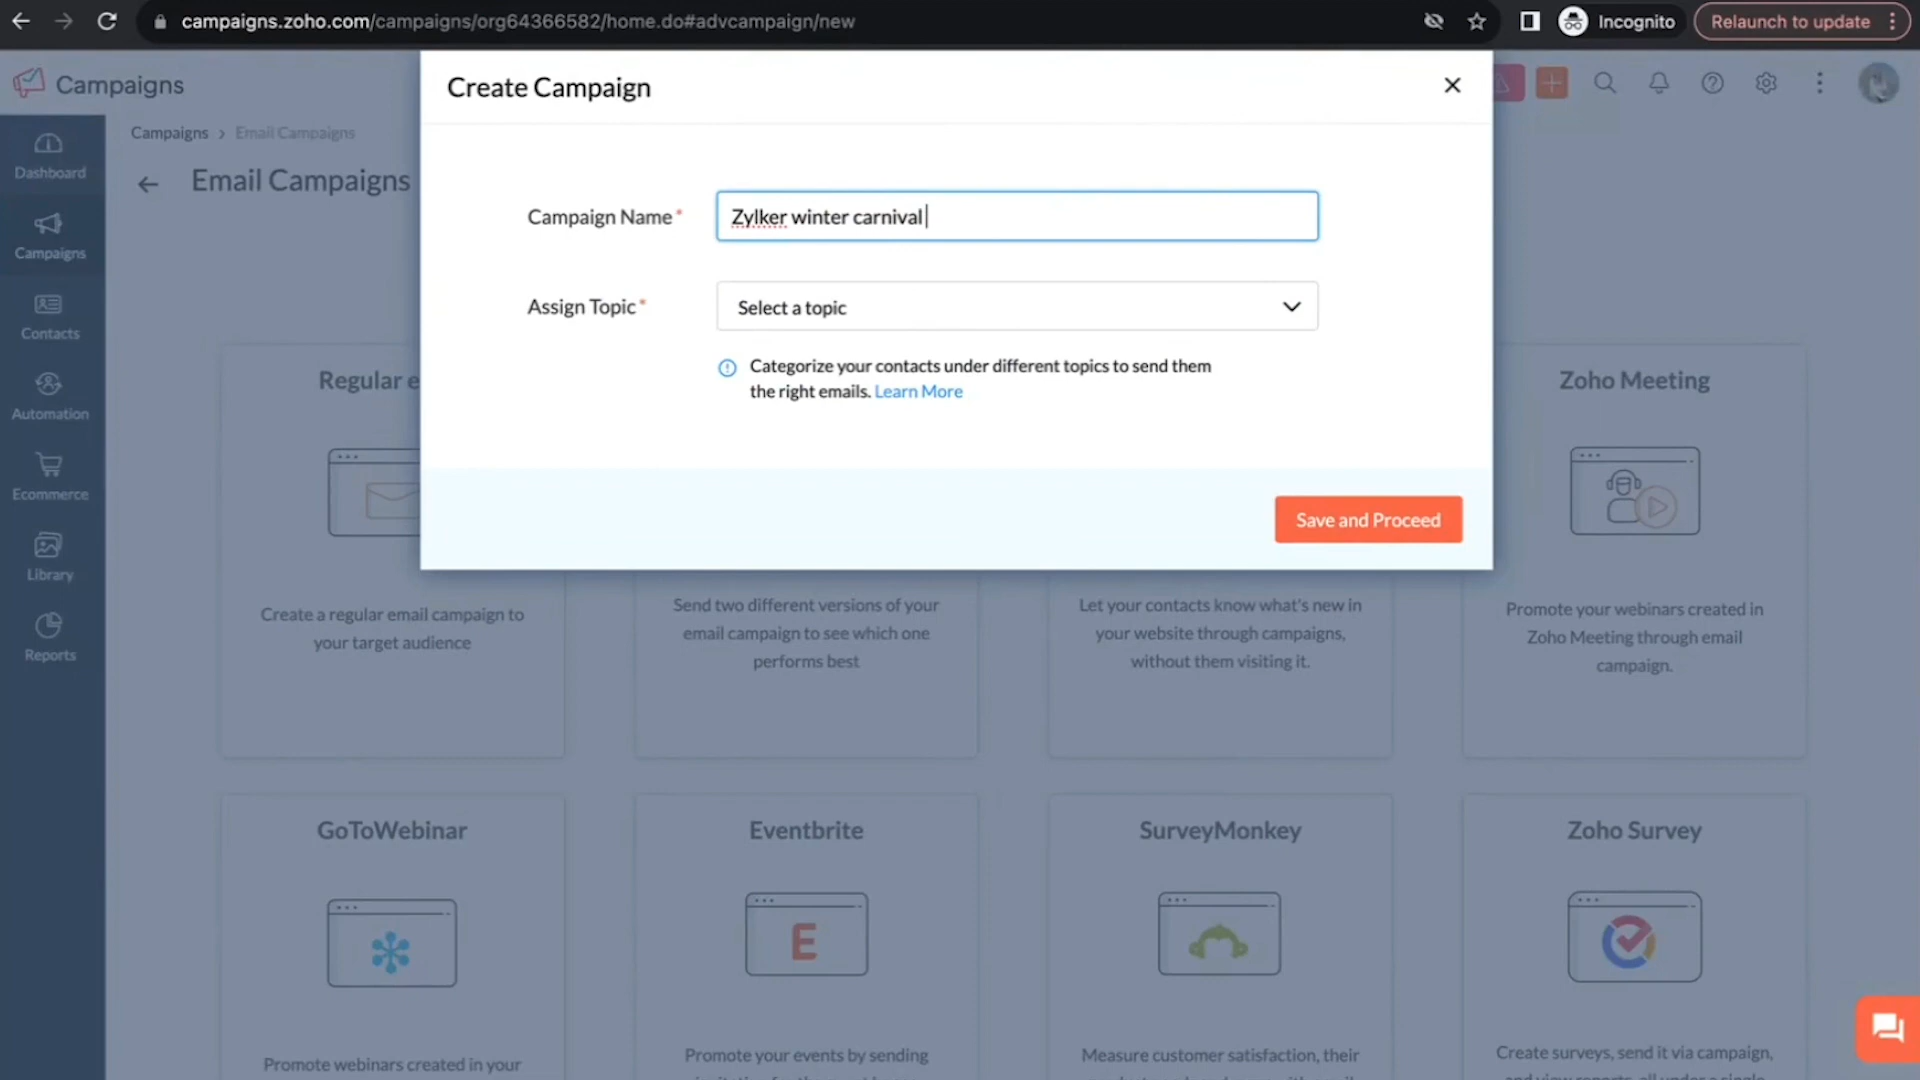 campaigns.zoho.com/campaigns/org64366582/home.do#advcampaign/new
Incognito
Relaunch to update
Campaigns
Create Campaign
Campaigns › Email Campaigns
Dashboard
Email Campaigns
Campaign Name*
Zylker winter carnival
Campaigns
Assign Topic*
Select a topic
Contacts
Categorize your contacts under different topics to send them
the right emails. Learn More
Regular e
Zoho Meeting
Automation
Ecommerce
Save and Proceed
Library
Reports
Create a regular email campaign to
your target audience
Send two different versions of your
email campaign to see which one
performs best
Let your contacts know what's new in
your website through campaigns,
without them visiting it.
Promote your webinars created in
Zoho Meeting through email
campaign.
GoToWebinar
Eventbrite
SurveyMonkey
Zoho Survey
E
Promote webinars created in your
Promote your events by sending
Measure customer satisfaction, their
Create surveys, send it via campaign,